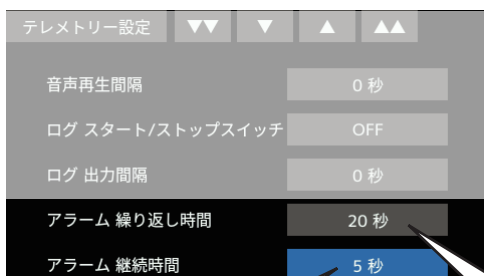 テレメトリー設定 ▼▼ ▼ ▲ ▲▲
音声再生間隔 0 秒
ログ スタート/ストップスイッチ OFF
ログ 出力間隔 0 秒
アラーム 繰り返し時間 20 秒
アラーム 継続時間 5 秒